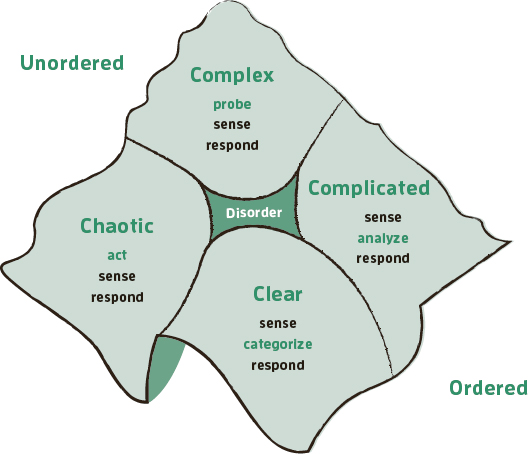 Unordered
Complex
probe
sense
respond
Complicated
sense
analyze
respond
Disorder
Chaotic
act
sense
respond
Clear
sense
categorize
respond
Ordered